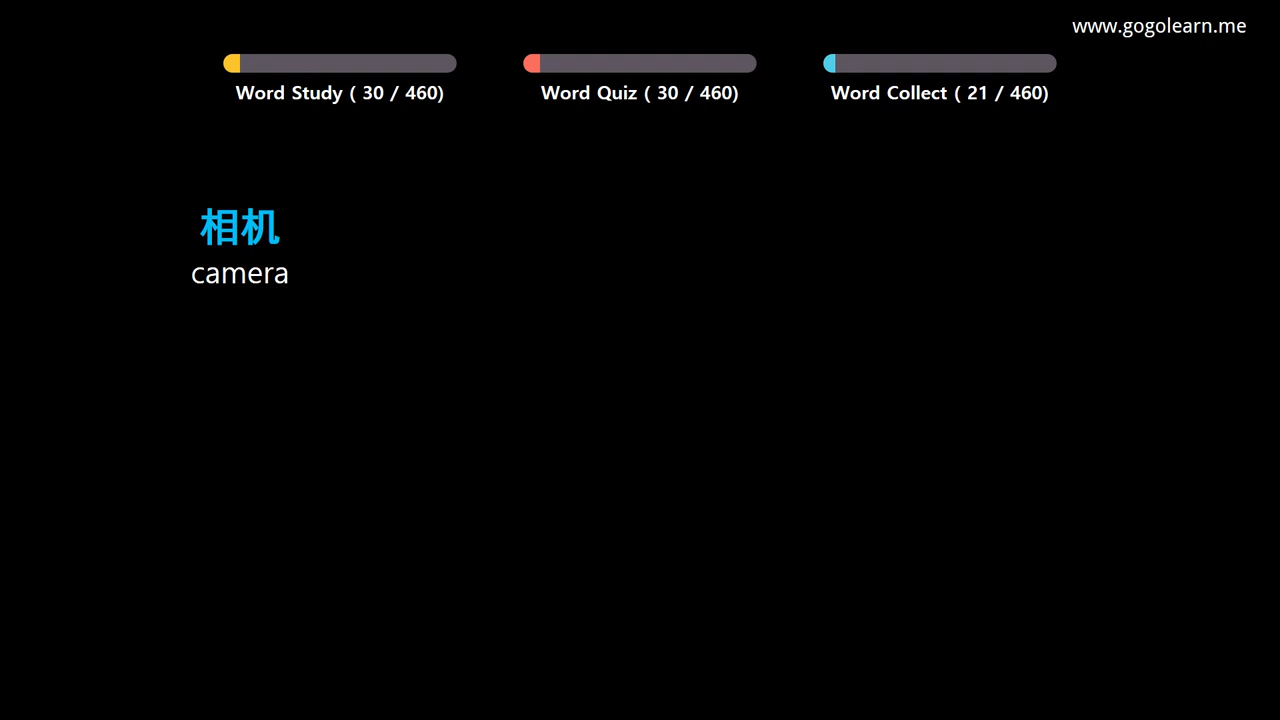 www.gogolearn.me
Word Study ( 30 / 460)
Word Quiz ( 30 / 460)
Word Collect ( 21 / 460)
相机
camera